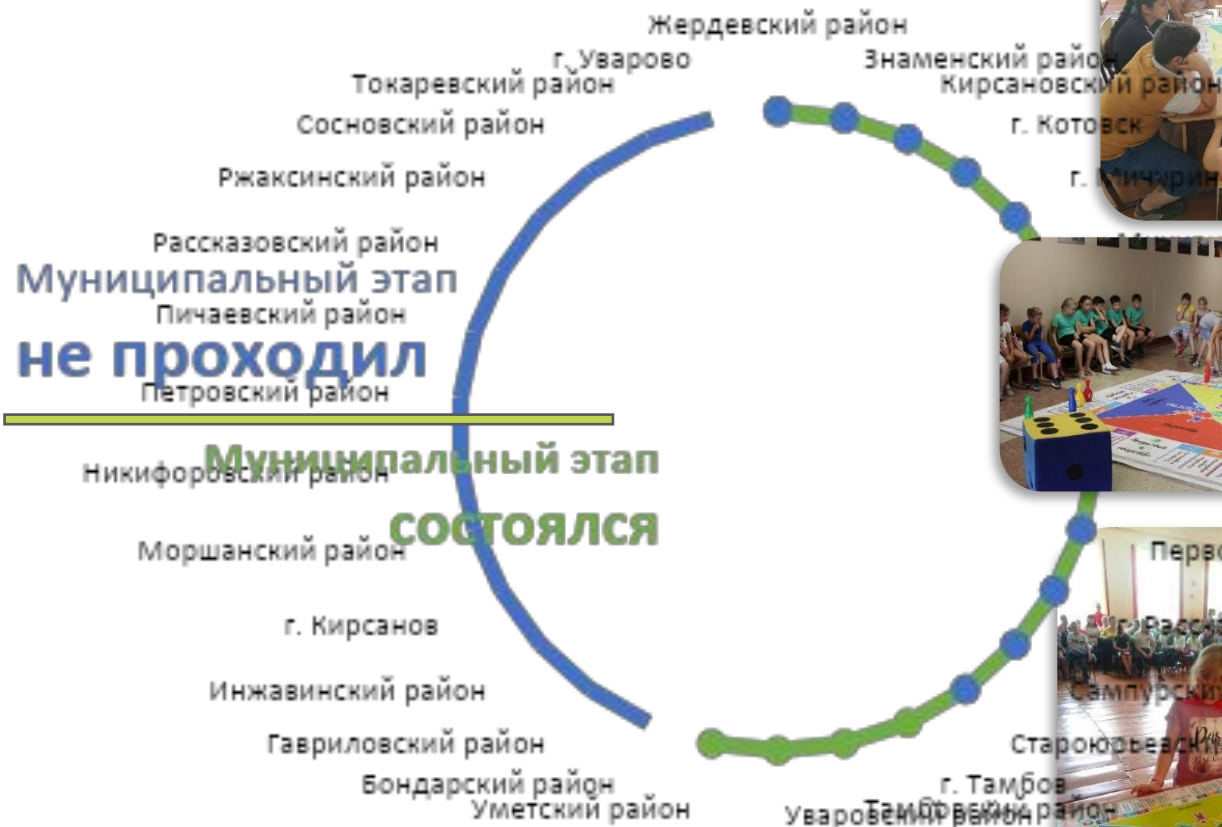 Жердевский район
г. Уварово
Знаменский район
Токаревский район
Кирсановский район
Сосновский район
г. Котовск
Ржаксинский район
г.
Рассказовский район
Муниципальный этап
Пичаевский район
не проходил
Петровский район
Муниципальный этап
Никифоровский район
состоялся
Моршанский район
г. Кирсанов
Инжавинский район
Гавриловский район
Бондарский район
г. Тамбов
Уметский район
Уваровский район
Тамбовский район